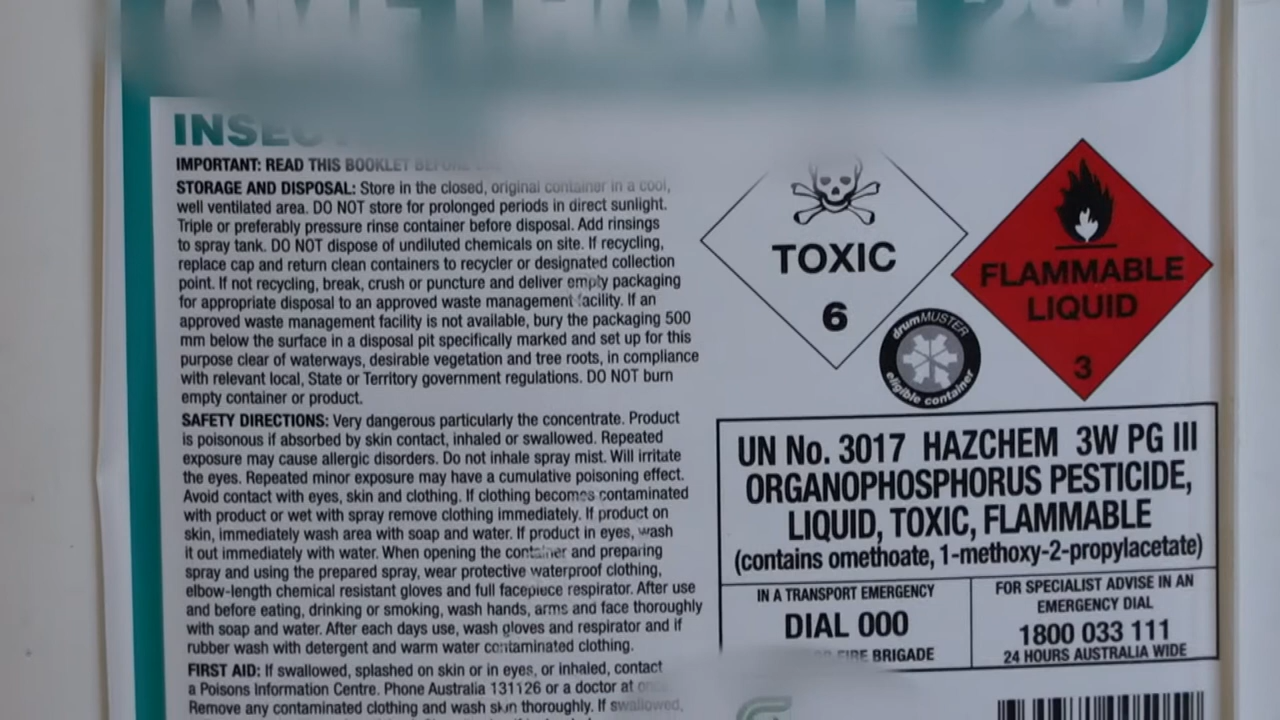 OMETHOATE 290
INSEC
IMPORTANT: READ THIS BOOKLET BEFORE
STORAGE AND DISPOSAL: Store in the closed, original container in a cool,
well ventilated area. DO NOT store for prolonged periods in direct sunlight.
Triple or preferably pressure rinse container before disposal. Add rinsings
to spray tank. DO NOT dispose of undiluted chemicals on site. If recycling,
replace cap and return clean containers to recycler or designated collection
point. If not recycling, break, crush or puncture and deliver empty packaging
for appropriate disposal to an approved waste management facility. If an
approved waste management facility is not available, bury the packaging 500
mm below the surface in a disposal pit specifically marked and set up for this
purpose clear of waterways, desirable vegetation and tree roots, in compliance
with relevant local, State or Territory government regulations. DO NOT burn
empty container or product.
SAFETY DIRECTIONS: Very dangerous particularly the concentrate. Product
is poisonous if absorbed by skin contact, inhaled or swallowed. Repeated
exposure may cause allergic disorders. Do not inhale spray mist. Will irritate
the eyes. Repeated minor exposure may have a cumulative poisoning effect.
Avoid contact with eyes, skin and clothing. If clothing becomes contaminated
with product or wet with spray remove clothing immediately. If product on
skin, immediately wash area with soap and water. If product in eyes, wash
it out immediately with water. When opening the container and preparing
spray and using the prepared spray, wear protective waterproof clothing,
elbow-length chemical resistant gloves and full facepiece respirator. After use
and before eating, drinking or smoking, wash hands, arms and face thoroughly
with soap and water. After each days use, wash gloves and respirator and if
rubber wash with detergent and warm water contaminated clothing.
FIRST AID: If swallowed, splashed on skin or in eyes, or inhaled, contact
a Poisons Information Centre. Phone Australia 131126 or a doctor at
Remove any contaminated clothing and wash skin thoroughly. If swallowed,
TOXIC
6
FLAMMABLE
LIQUID
3
drumMUSTER
eligible container
UN No. 3017 HAZCHEM 3W PG III
ORGANOPHOSPHORUS PESTICIDE,
LIQUID, TOXIC, FLAMMABLE
(contains omethoate, 1-methoxy-2-propylacetate)
IN A TRANSPORT EMERGENCY
DIAL 000
FIRE BRIGADE
FOR SPECIALIST ADVISE IN AN
EMERGENCY DIAL
1800 033 111
24 HOURS AUSTRALIA WIDE